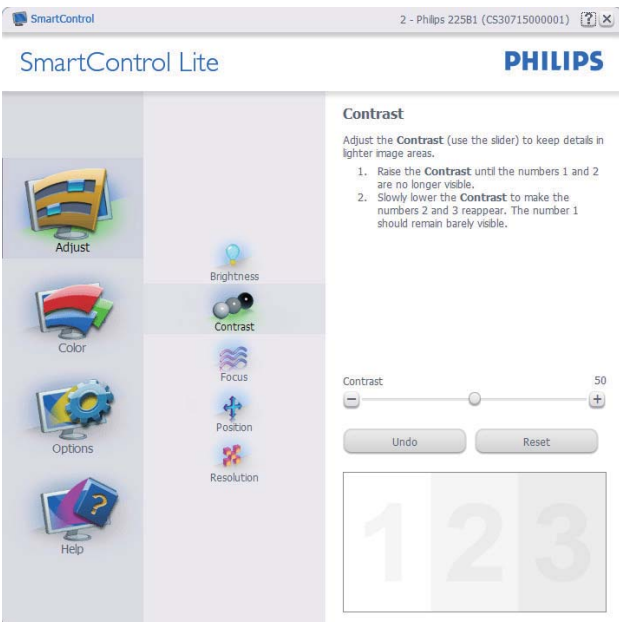 SmartControl
2 - Philips 225B1 (CS30715000001)
?
SmartControl Lite
PHILIPS
Adjust
Color
Options
?
Help
Brightness
Contrast
Focus
Position
Resolution
Contrast
Adjust the Contrast (use the slider) to keep details in
lighter image areas.
1. Raise the Contrast until the numbers 1 and 2
are no longer visible.
2. Slowly lower the Contrast to make the
numbers 2 and 3 reappear. The number 1
should remain barely visible.
Contrast 50
Undo Reset
1 2 3